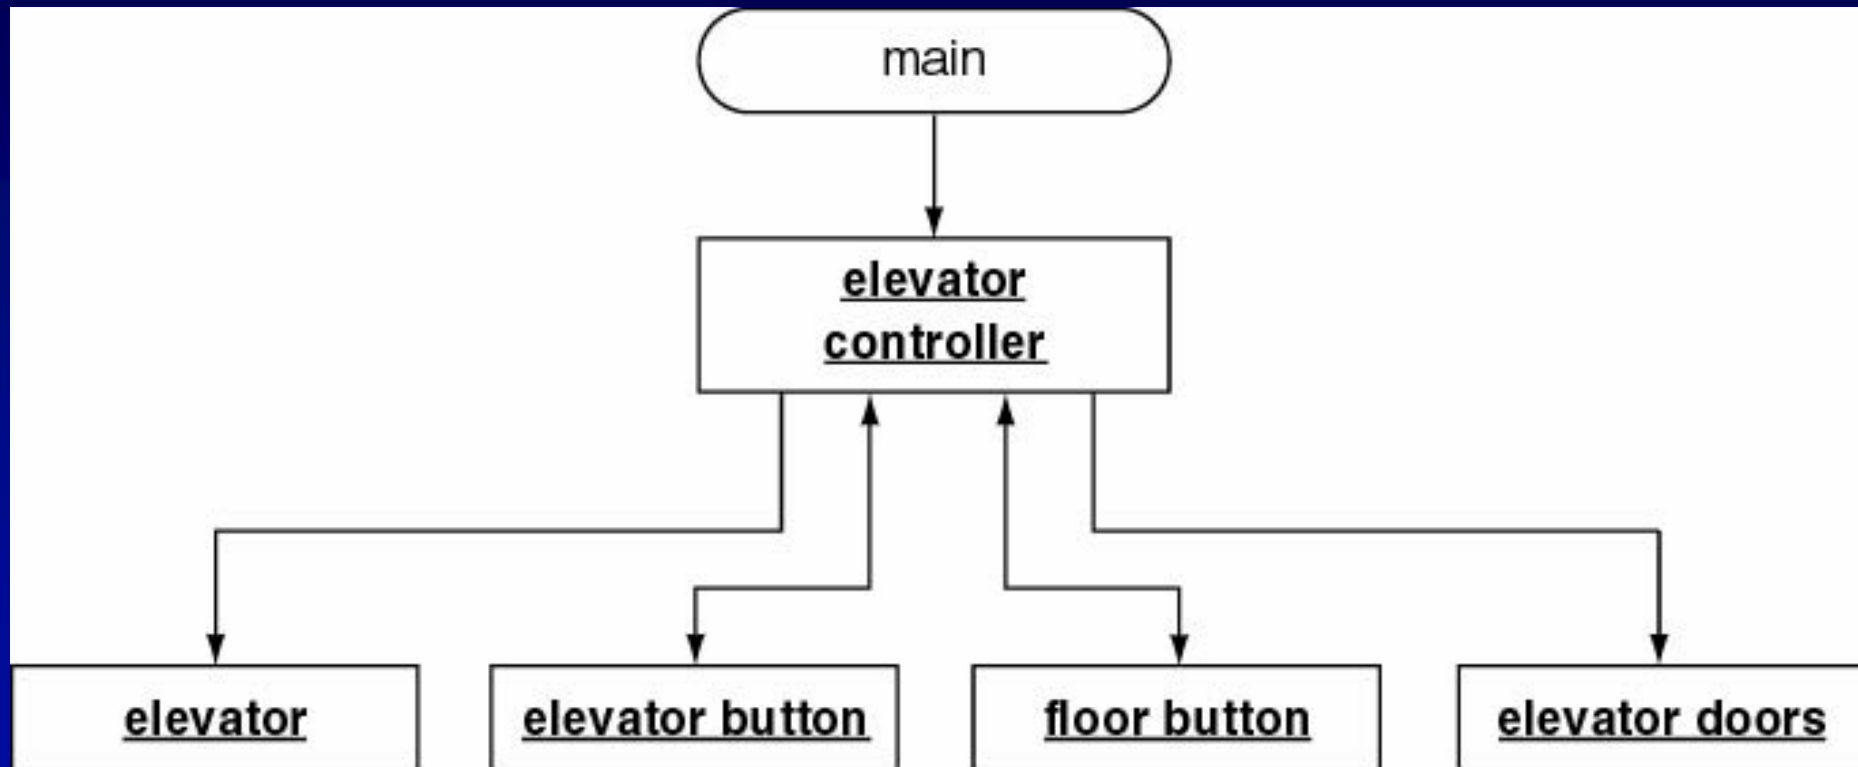 main
elevator
controller
elevator
elevator button
floor button
elevator doors